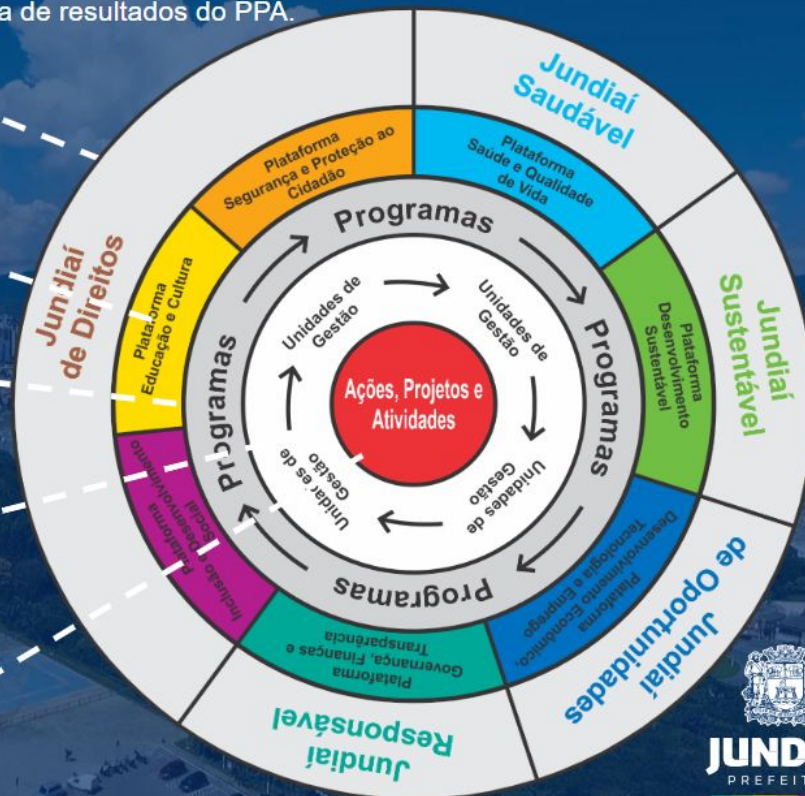 a de resultados do PPA.
Jundiaí
Saudável
Plataforma
Segurança e Proteção ao
Cidadão
Plataforma
Saúde e Qualidade
de Vida
Programas
Jundiaí
de Direitos
Plataforma
Educação e Cultura
Unidades de
Gestão
Unidades de
Gestão
Plataforma
Desenvolvimento
Sustentável
Jundiaí
Sustentável
Programas
Programas
Ações, Projetos e
Atividades
Unidades de
Gestão
Gestão
Plataforma
Inclusão e Desenvolvimento
Social
Programas
Plataforma
Desenvolvimento Econômico,
Tecnologia e Emprego
Plataforma
Governança, Finanças e
Transparência
Jundiaí
de Oportunidades
Jundiaí
Responsável
JUND
PREFEIT